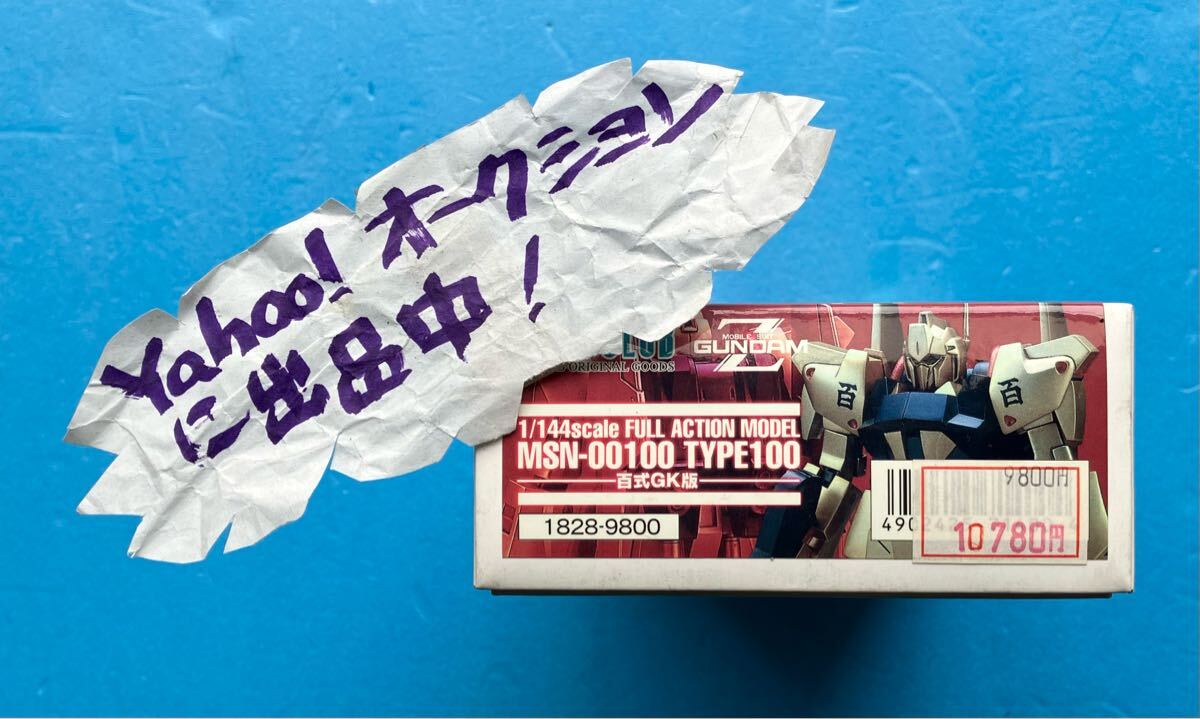 Yahoo! オークション
に出品中!
ORIGINAL GOODS
MOBILE SUIT
Z
GUNDAM
1/144scale FULL ACTION MODEL
MSN-00100 TYPE100
百式GK版
1828-9800
百
百
9800円
10780円